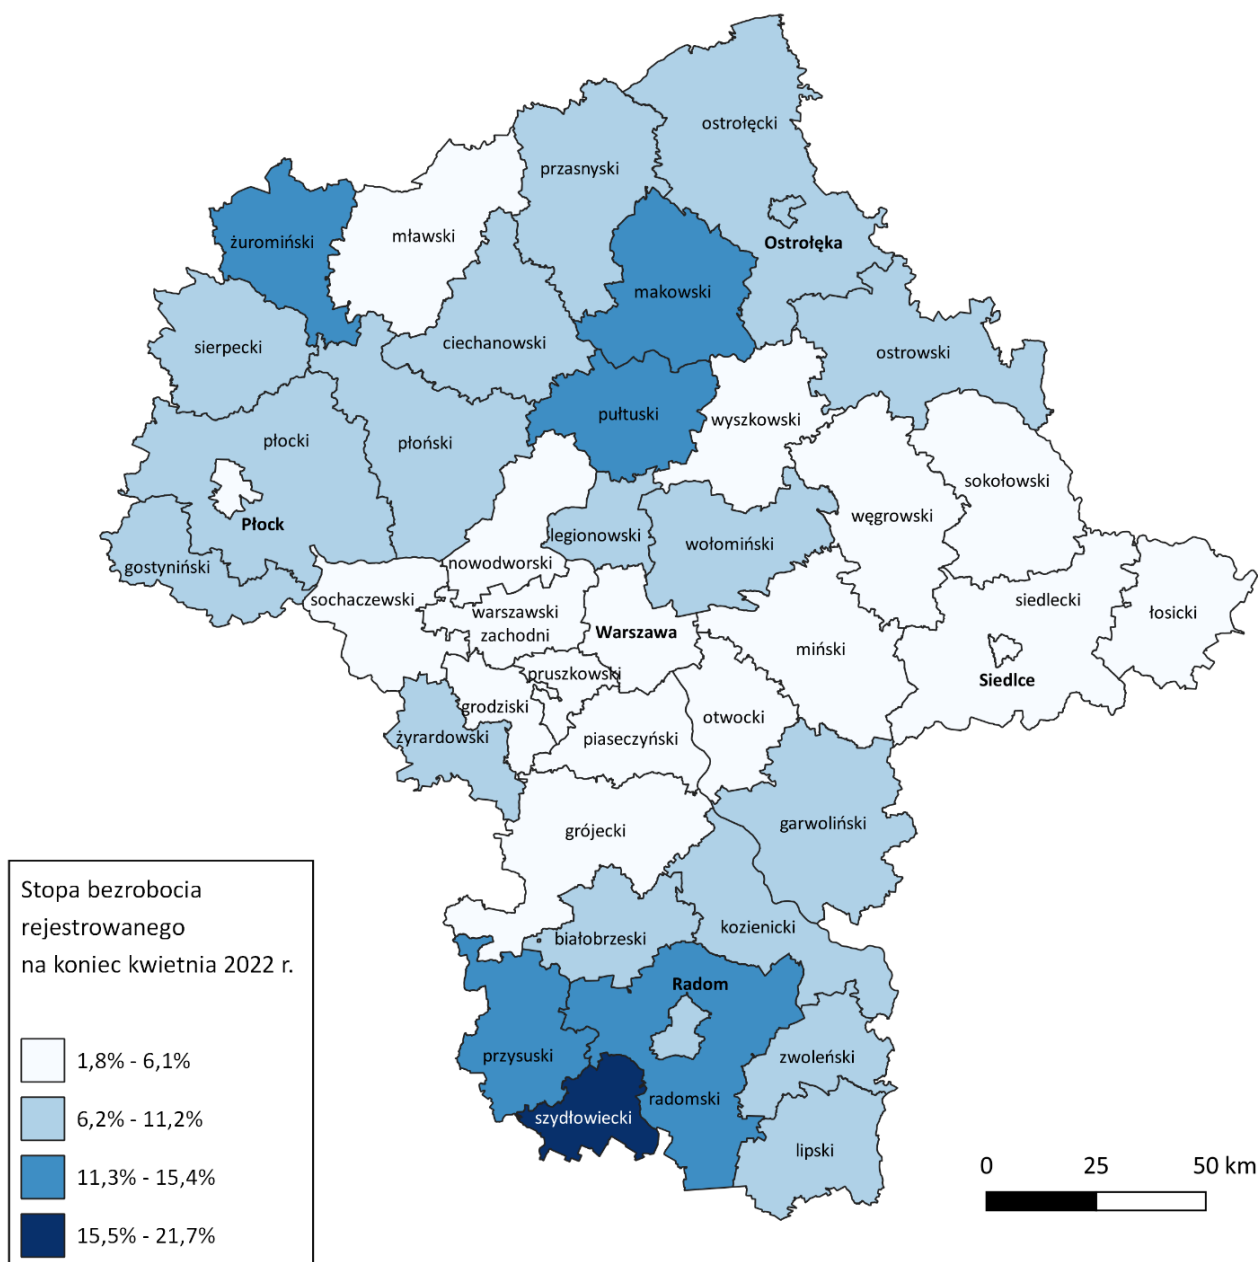 ostrołęcki
przasnyski
żuromiński
mławski
Ostrołęka
makowski
sierpecki
ciechanowski
ostrowski
płocki
płoński
pułtuski
wyszkowski
sokołowski
Płock
węgrowski
legionowski
wołomiński
gostyniński
nowodworski
sochaczewski
warszawski
zachodni
Warszawa
siedlecki
łosicki
miński
Siedlce
pruszkowski
grodziski
otwocki
żyrardowski
piaseczyński
grójecki
garwoliński
białobrzeski
kozienicki
Radom
przysuski
zwoleński
szydłowiecki
radomski
lipski
Stopa bezrobocia
rejestrowanego
na koniec kwietnia 2022 r.
1,8% - 6,1%
6,2% - 11,2%
11,3% - 15,4%
15,5% - 21,7%
0 25 50 km